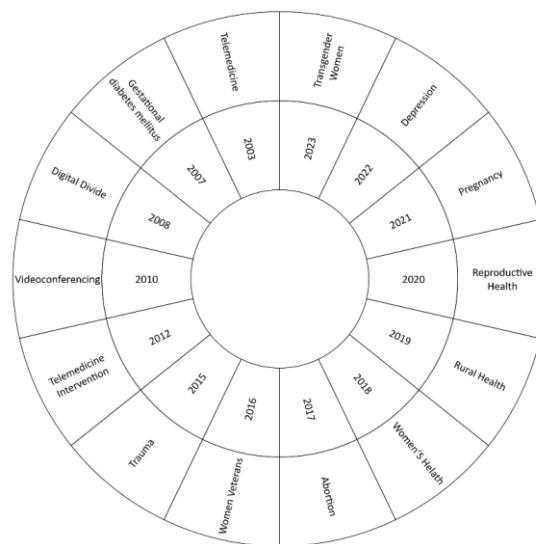 Telemedicine
2003
Transgender
Women
2023
Depression
2022
Pregnancy
2021
Reproductive
Health
2020
Rural Health
2019
Women'S Helath
2018
Abortion
2017
Women Veterans
2016
Trauma
2015
Telemedicine
Intervention
2012
Videoconferencing
2010
Digital Divide
2008
Gestational
diabetes mellitus
2007